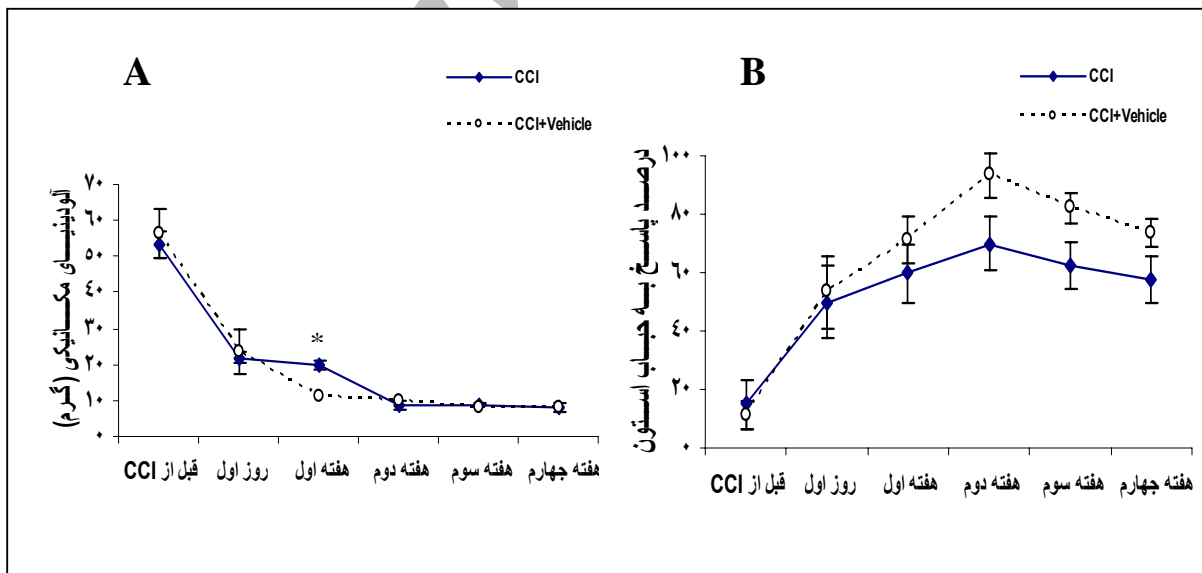 A
CCI
CCI+Vehicle
آلودینیای مکانیکی (گرم)
۷۰
۶۰
۵۰
۴۰
۳۰
۲۰
۱۰
۰
*
قبل از CCI
روز اول
هفته اول
هفته دوم
هفته سوم
هفته چهارم
B
CCI
CCI+Vehicle
درصد پاسخ به حباب استون
۱۰۰
۸۰
۶۰
۴۰
۲۰
۰
قبل از CCI
روز اول
هفته اول
هفته دوم
هفته سوم
هفته چهارم